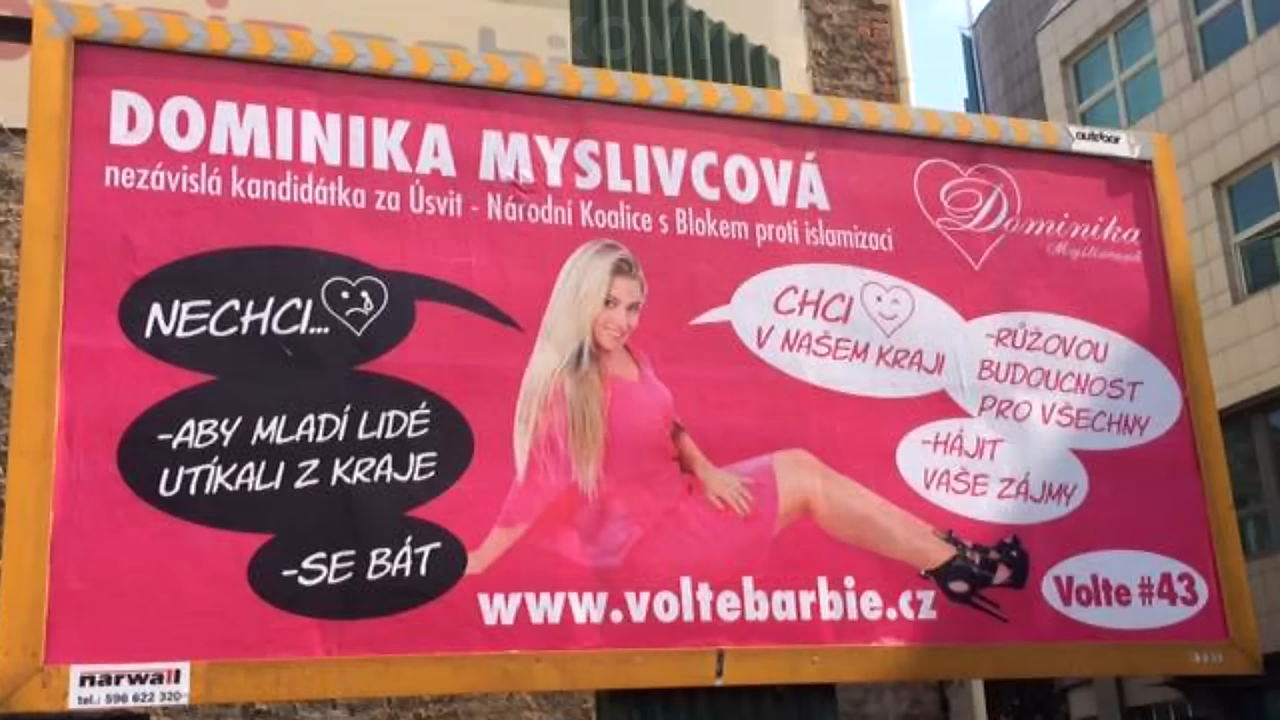 DOMINIKA MYSLIVCOVÁ
nezávislá kandidátka za Úsvit - Národní Koalice s Blokem proti islamizaci
Dominika
Myslivcová
NECHCI...
-ABY MLADÍ LIDÉ
UTÍKALI Z KRAJE
-SE BÁT
CHCI
V NAŠEM KRAJI
-RŮŽOVOU
BUDOUCNOST
PRO VŠECHNY
-HÁJIT
VAŠE ZÁJMY
www.voltebarbie.cz
Volte #43
outdoor
narwall
tel.: 596 622 320